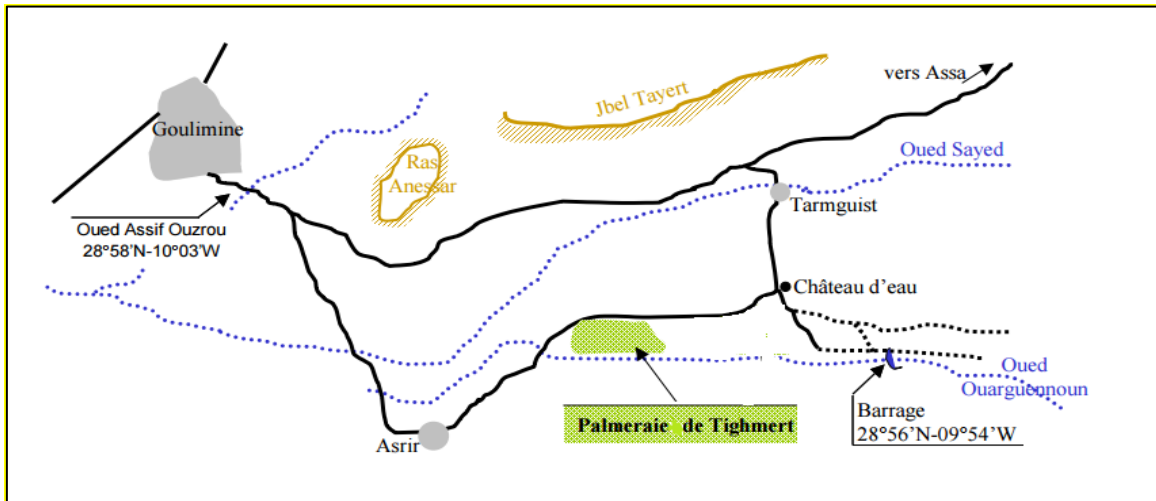 vers Assa
Jbel Tayert
Goulimine
Oued Sayed
Ras
Anessar
Tarmguist
Oued Assif Ouzrou
28°58’N-10°03’W
Château d’eau
Oued
Ouarguennoun
Palmeraie de Tighmert
Barrage
28°56’N-09°54’W
Asrir